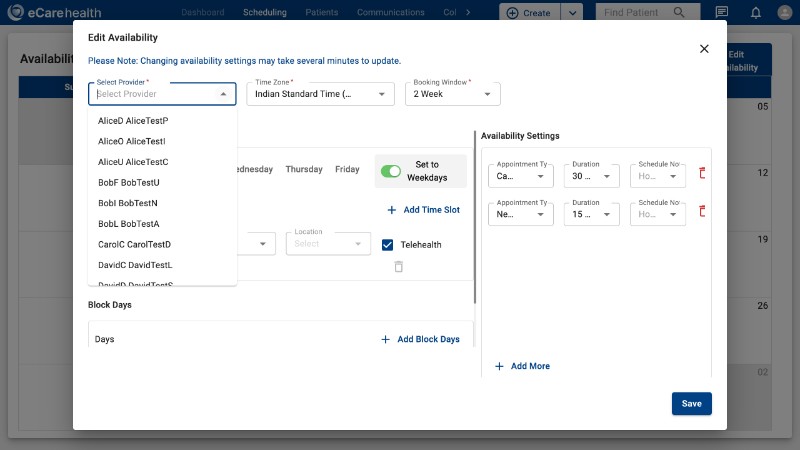 eCarehealth
Dashboard Scheduling Patients Communications
Create
Find Patient
Edit
05
12
19
26
02
Edit Availability
Please Note: Changing availability settings may take several minutes to update.
Select Provider *
Select Provider
Time Zone *
Indian Standard Time (...
Booking Window *
2 Week
AliceD AliceTestP
AliceO AliceTestI
AliceU AliceTestC
BobF BobTestU
BobI BobTestN
BobL BobTestA
CarolC CarolTestD
DavidC DavidTestL
DavidD DavidTestS
Thursday Friday
Set to
Weekdays
Add Time Slot
Location
Select
Telehealth
Block Days
Days
Add Block Days
Availability Settings
Appointment Ty
Ca...
Duration
30 ...
Schedule No
Ho...
Appointment Ty
Ne...
Duration
15 ...
Schedule No
Ho...
Add More
Save